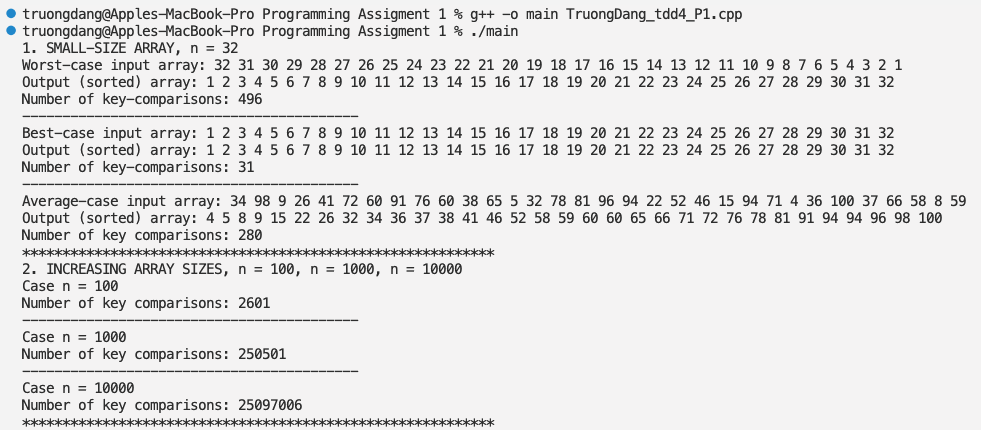 truongdang@Apples-MacBook-Pro Programming Assigment 1 % g++ -o main TruongDang_tdd4_P1.cpp
truongdang@Apples-MacBook-Pro Programming Assigment 1 % ./main
1. SMALL-SIZE ARRAY, n = 32
Worst-case input array: 32 31 30 29 28 27 26 25 24 23 22 21 20 19 18 17 16 15 14 13 12 11 10 9 8 7 6 5 4 3 2 1
Output (sorted) array: 1 2 3 4 5 6 7 8 9 10 11 12 13 14 15 16 17 18 19 20 21 22 23 24 25 26 27 28 29 30 31 32
Number of key-comparisons: 496
------------------------------------------
Best-case input array: 1 2 3 4 5 6 7 8 9 10 11 12 13 14 15 16 17 18 19 20 21 22 23 24 25 26 27 28 29 30 31 32
Output (sorted) array: 1 2 3 4 5 6 7 8 9 10 11 12 13 14 15 16 17 18 19 20 21 22 23 24 25 26 27 28 29 30 31 32
Number of key-comparisons: 31
------------------------------------------
Average-case input array: 34 98 9 26 41 72 60 91 76 60 38 65 5 32 78 81 96 94 22 52 46 15 94 71 4 36 100 37 66 58 8 59
Output (sorted) array: 4 5 8 9 15 22 26 32 34 36 37 38 41 46 52 58 59 60 60 65 66 71 72 76 78 81 91 94 94 96 98 100
Number of key comparisons: 280
***********************************************************
2. INCREASING ARRAY SIZES, n = 100, n = 1000, n = 10000
Case n = 100
Number of key comparisons: 2601
------------------------------------------
Case n = 1000
Number of key comparisons: 250501
------------------------------------------
Case n = 10000
Number of key comparisons: 25097006
***********************************************************